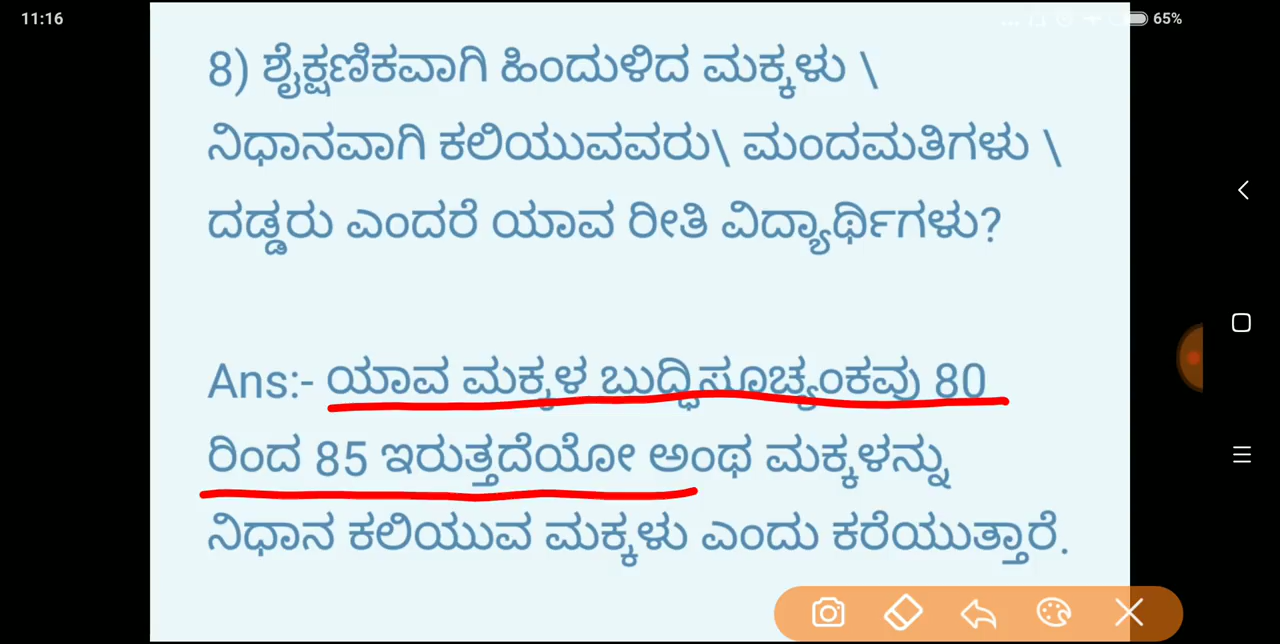 11:16
65%
8) ಶೈಕ್ಷಣಿಕವಾಗಿ ಹಿಂದುಳಿದ ಮಕ್ಕಳು \
ನಿಧಾನವಾಗಿ ಕಲಿಯುವವರು\ ಮಂದಮತಿಗಳು \
ದಡ್ಡರು ಎಂದರೆ ಯಾವ ರೀತಿ ವಿದ್ಯಾರ್ಥಿಗಳು?
Ans:- ಯಾವ ಮಕ್ಕಳ ಬುದ್ಧಿಸೂಚ್ಯಂಕವು 80
ರಿಂದ 85 ಇರುತ್ತದೆಯೋ ಅಂಥ ಮಕ್ಕಳನ್ನು
ನಿಧಾನ ಕಲಿಯುವ ಮಕ್ಕಳು ಎಂದು ಕರೆಯುತ್ತಾರೆ.